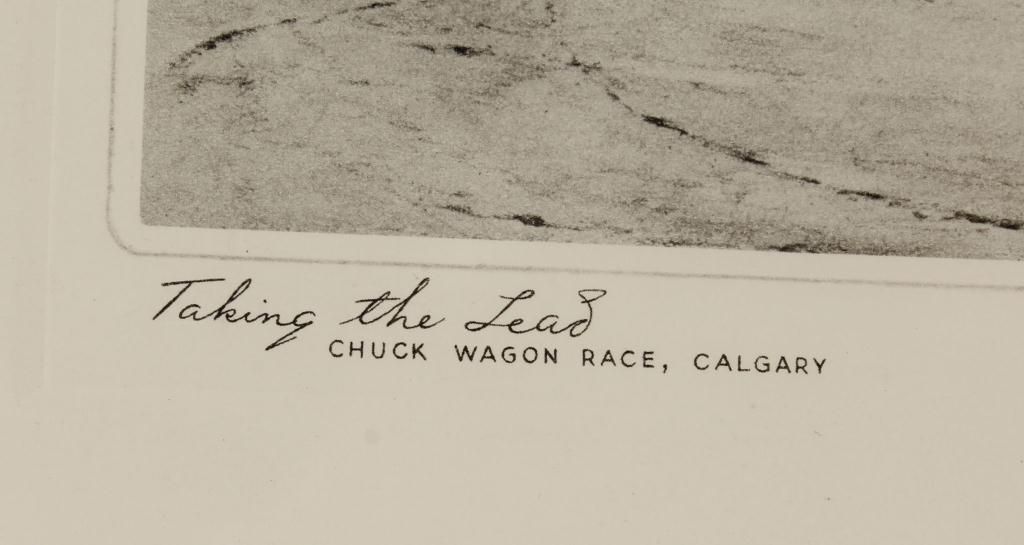 Taking the Lead
CHUCK WAGON RACE, CALGARY